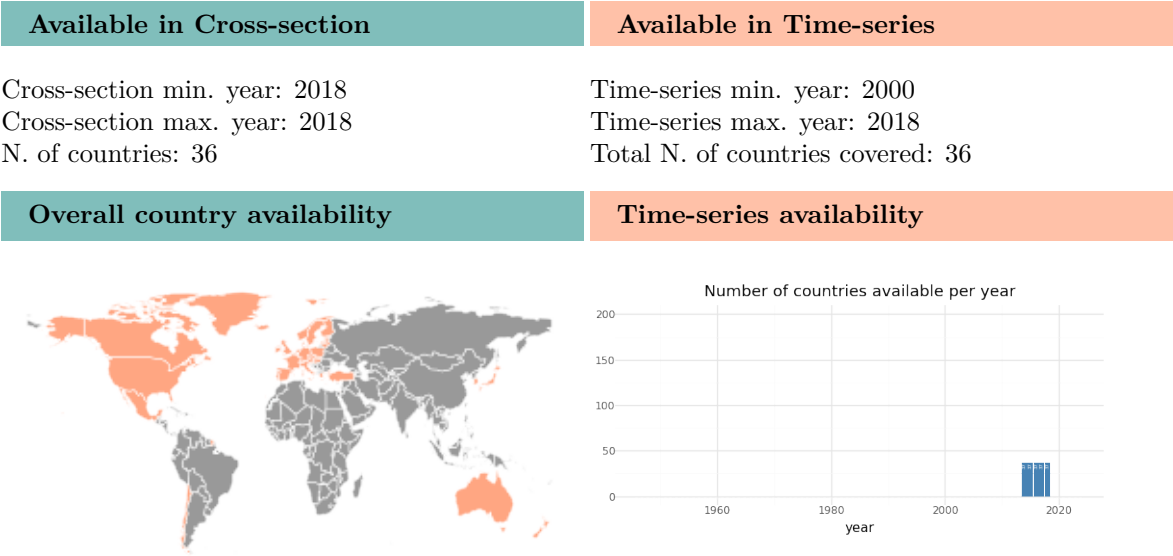 Available in Cross-section
Cross-section min. year: 2018
Cross-section max. year: 2018
N. of countries: 36
Available in Time-series
Time-series min. year: 2000
Time-series max. year: 2018
Total N. of countries covered: 36
Overall country availability
Time-series availability
Number of countries available per year
200
150
100
50
0
1960 1980 2000 2020
year